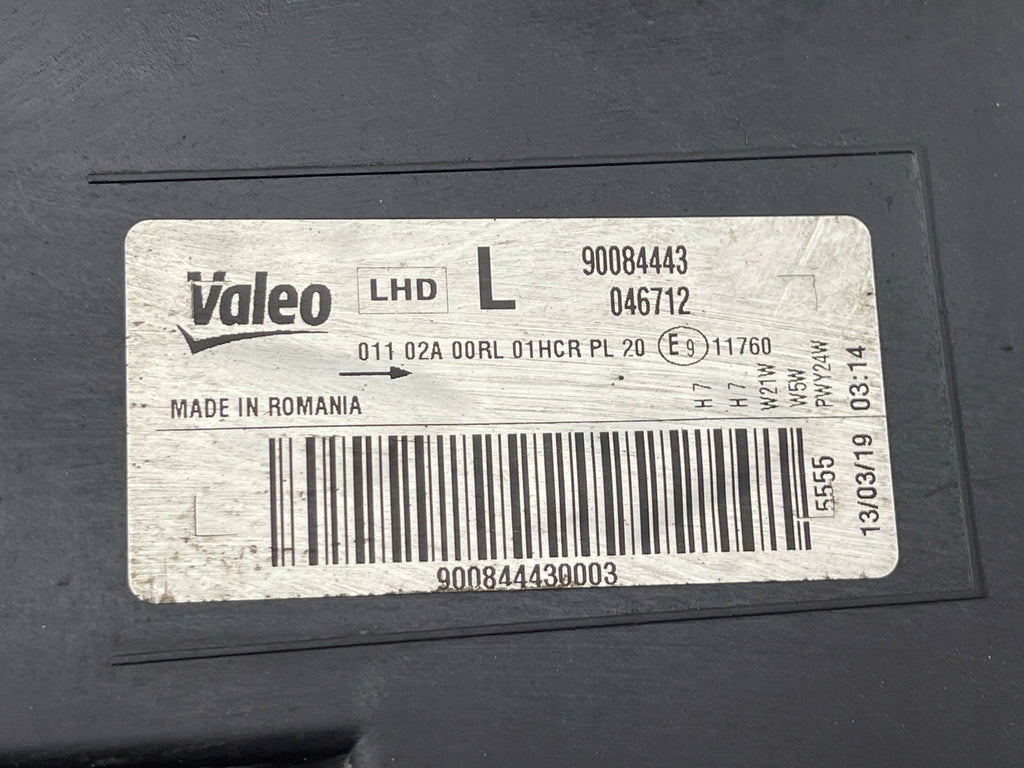 Valeo LHD L 90084443
046712
011 02A 00RL 01HCR PL 20 E9 11760
MADE IN ROMANIA
H7
H7
W21W
W5W
PWY24W
13/03/19 03:14
5555
900844430003